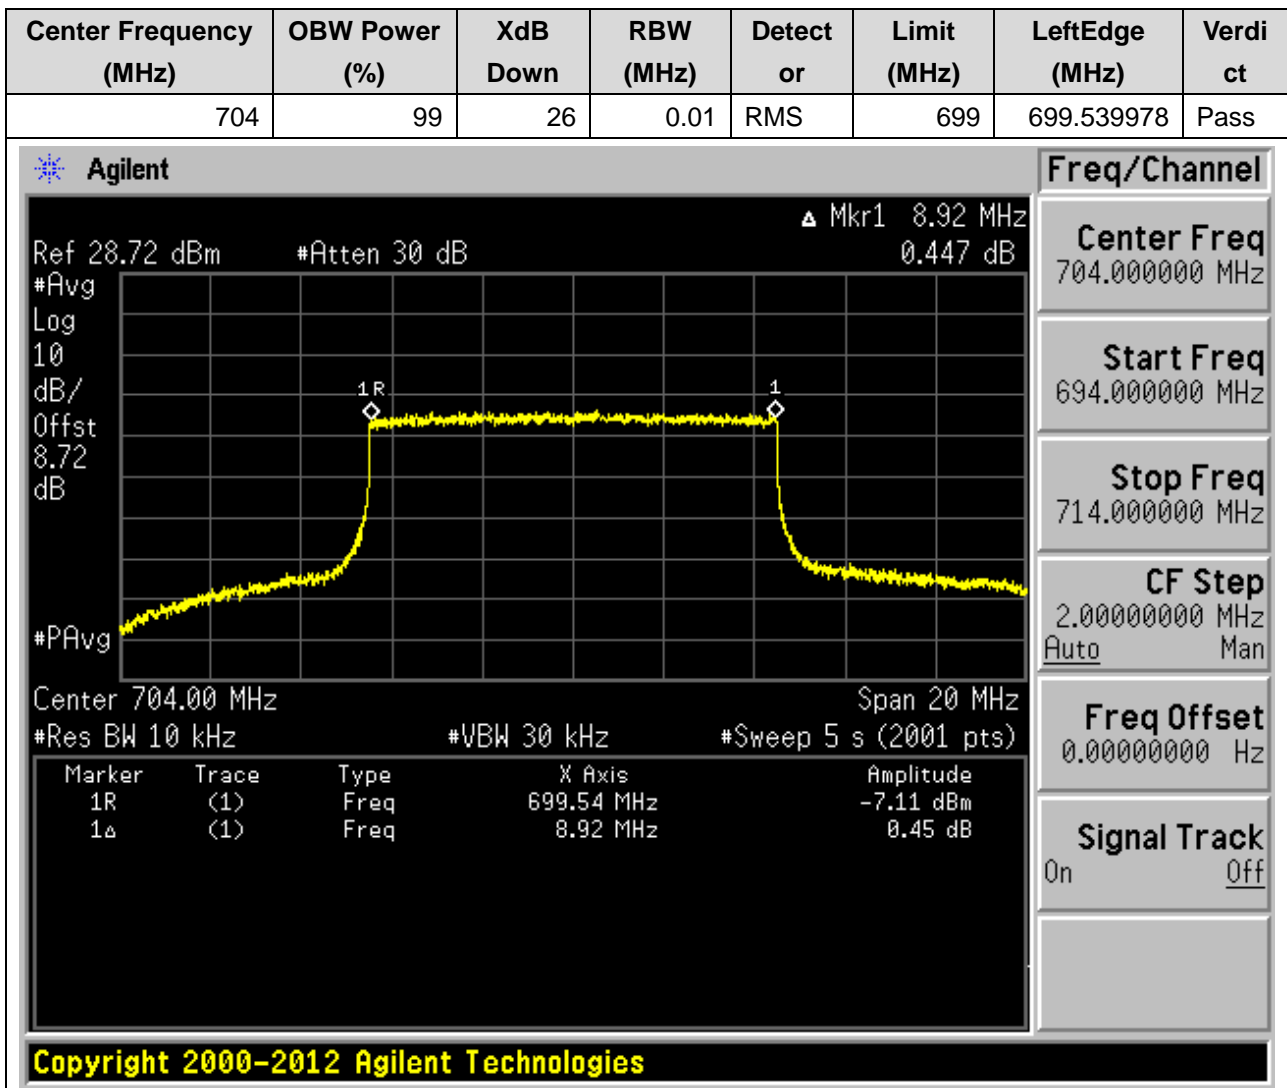 Center Frequency (MHz) OBW Power (%) XdB Down RBW (MHz) Detect or Limit (MHz) LeftEdge (MHz) Verdi ct
704 99 26 0.01 RMS 699 699.539978 Pass
Agilent
Freq/Channel
Δ Mkr1 8.92 MHz
Ref 28.72 dBm #Atten 30 dB 0.447 dB
#Avg
Log
10
dB/
Offst
8.72
dB
#PAvg
1R
1
Center 704.00 MHz Span 20 MHz
#Res BW 10 kHz #VBW 30 kHz #Sweep 5 s (2001 pts)
Marker Trace Type X Axis Amplitude
1R (1) Freq 699.54 MHz -7.11 dBm
1Δ (1) Freq 8.92 MHz 0.45 dB
Center Freq
704.000000 MHz
Start Freq
694.000000 MHz
Stop Freq
714.000000 MHz
CF Step
2.00000000 MHz
Auto Man
Freq Offset
0.00000000 Hz
Signal Track
On Off
Copyright 2000-2012 Agilent Technologies